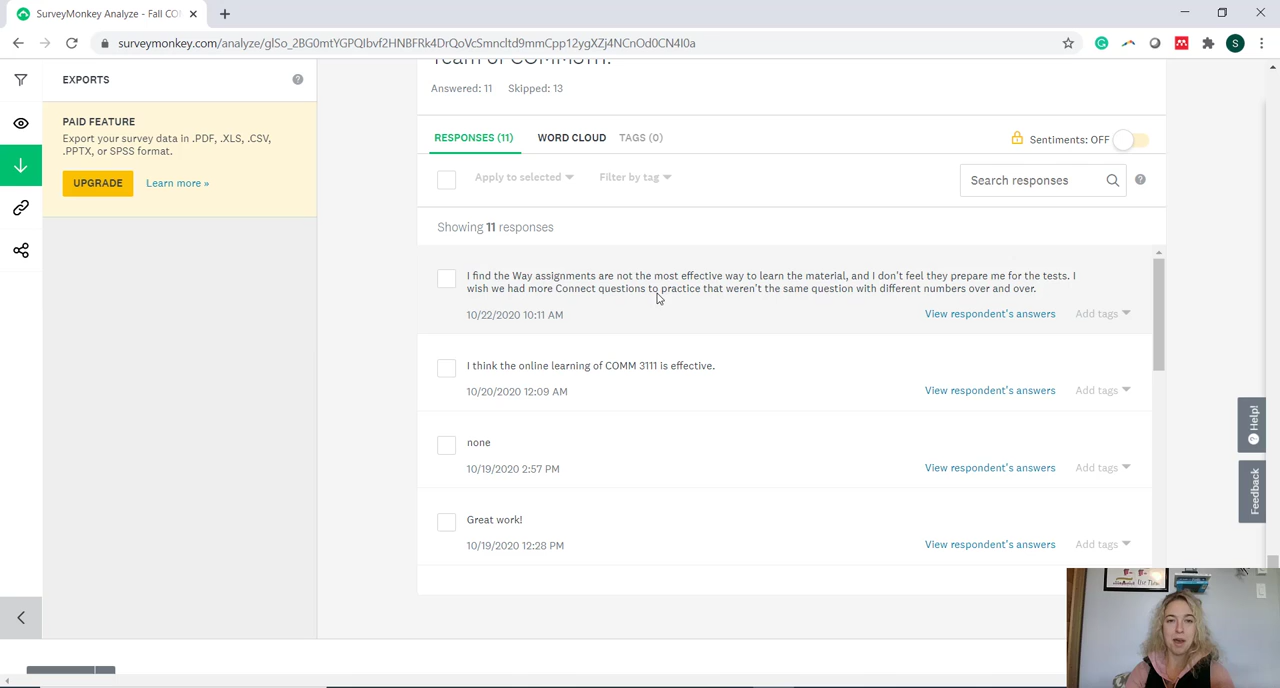 SurveyMonkey Analyze - Fall CO
surveymonkey.com/analyze/glSo_2BG0mtYGPQIbvf2HNBFRk4DrQoVcSmncltd9mmCpp12ygXZj4NCnOd0CN4I0a
S
EXPORTS
PAID FEATURE
Export your survey data in .PDF, .XLS, .CSV,
.PPTX, or SPSS format.
UPGRADE
Learn more »
Answered: 11 Skipped: 13
RESPONSES (11) WORD CLOUD TAGS (0)
Sentiments: OFF
Apply to selected Filter by tag
Search responses
Showing 11 responses
I find the Way assignments are not the most effective way to learn the material, and I don't feel they prepare me for the tests. I
wish we had more Connect questions to practice that weren't the same question with different numbers over and over.
10/22/2020 10:11 AM
View respondent's answers Add tags
I think the online learning of COMM 3111 is effective.
10/20/2020 12:09 AM
View respondent's answers Add tags
none
10/19/2020 2:57 PM
View respondent's answers Add tags
Great work!
10/19/2020 12:28 PM
View respondent's answers Add tags
Help!
Feedback